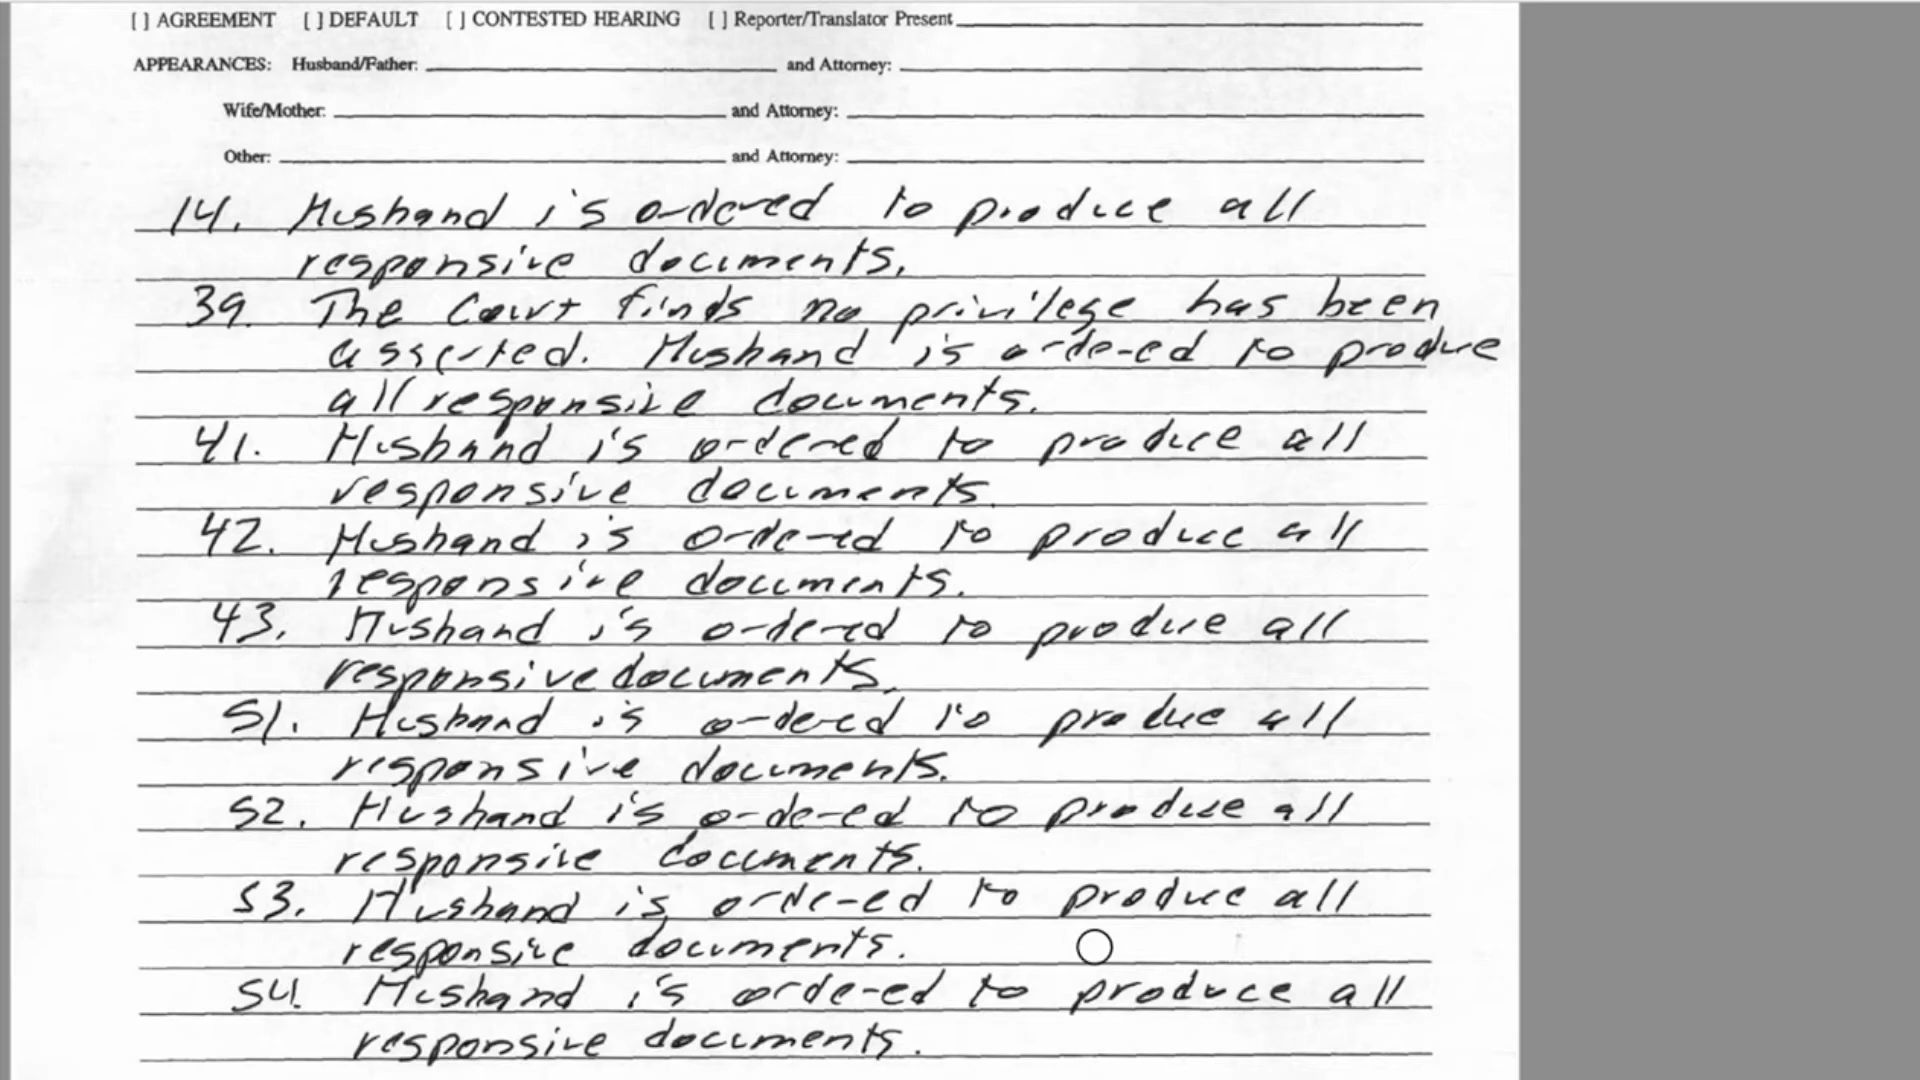 [ ] AGREEMENT [ ] DEFAULT [ ] CONTESTED HEARING [ ] Reporter/Translator Present
APPEARANCES: Husband/Father: and Attorney:
Wife/Mother: and Attorney:
Other: and Attorney:
14. Husband is ordered to produce all
responsive documents.
39. The Court finds no privilege has been
asserted. Husband is ordered to produce
all responsive documents.
41. Husband is ordered to produce all
responsive documents.
42. Husband is ordered to produce all
responsive documents.
43. Husband is ordered to produce all
responsive documents.
51. Husband is ordered to produce all
responsive documents.
52. Husband is ordered to produce all
responsive documents.
53. Husband is ordered to produce all
responsive documents.
54. Husband is ordered to produce all
responsive documents.